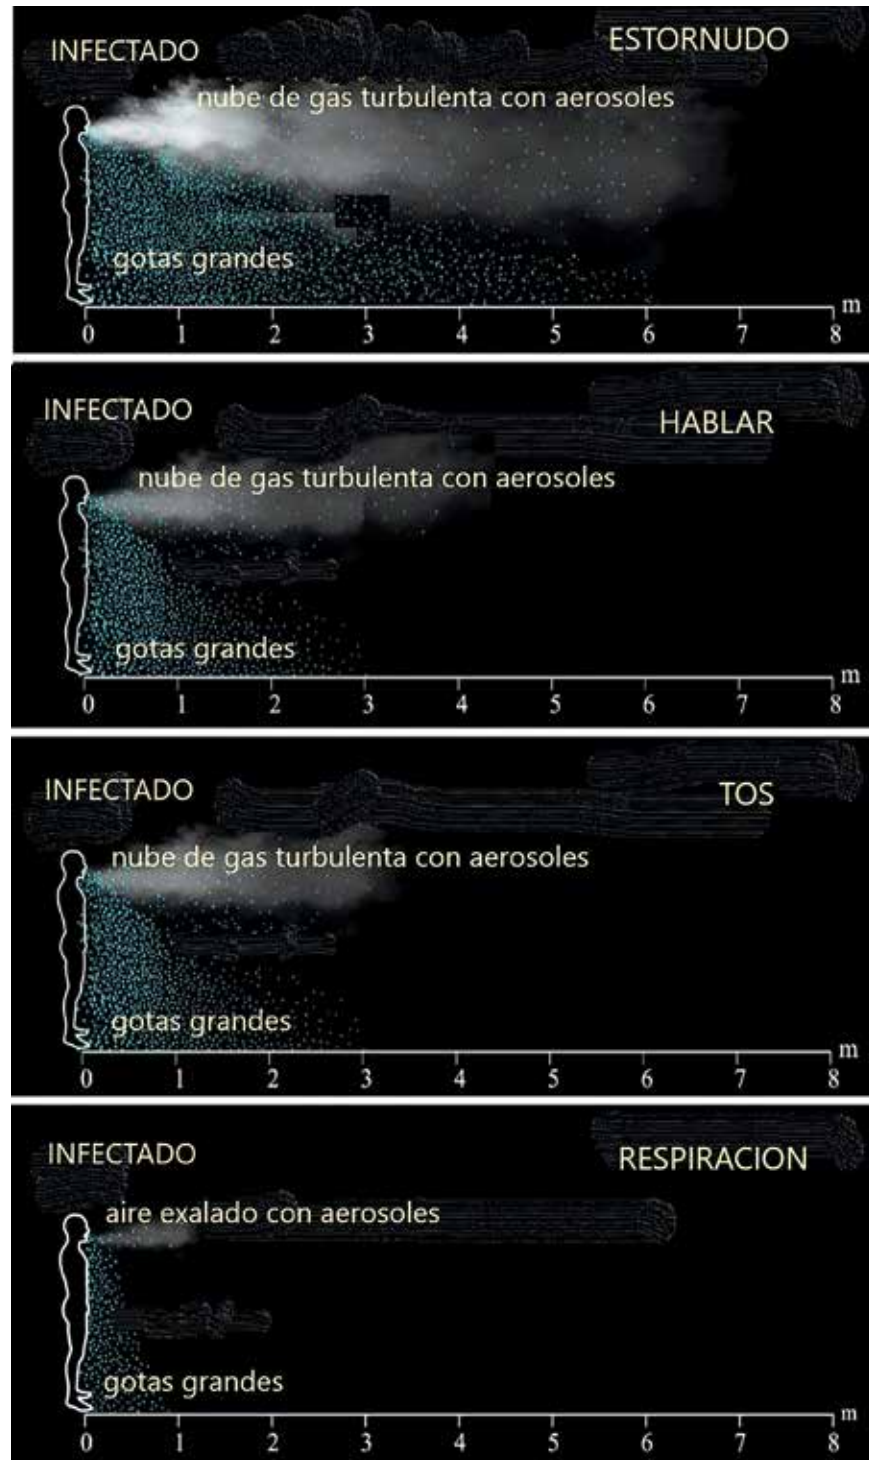 INFECTADO
ESTORNUDO
nube de gas turbulenta con aerosoles
gotas grandes
m
0 1 2 3 4 5 6 7 8
INFECTADO
HABLAR
nube de gas turbulenta con aerosoles
gotas grandes
m
0 1 2 3 4 5 6 7 8
INFECTADO
TOS
nube de gas turbulenta con aerosoles
gotas grandes
m
0 1 2 3 4 5 6 7 8
INFECTADO
RESPIRACION
aire exalado con aerosoles
gotas grandes
m
0 1 2 3 4 5 6 7 8